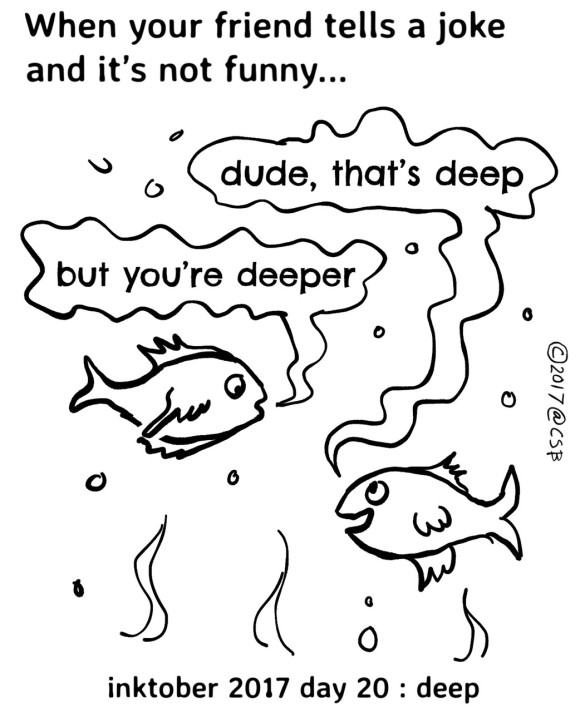 When your friend tells a joke
and it's not funny...
dude, that's deep
but you're deeper
©2017@CSB
inktober 2017 day 20 : deep